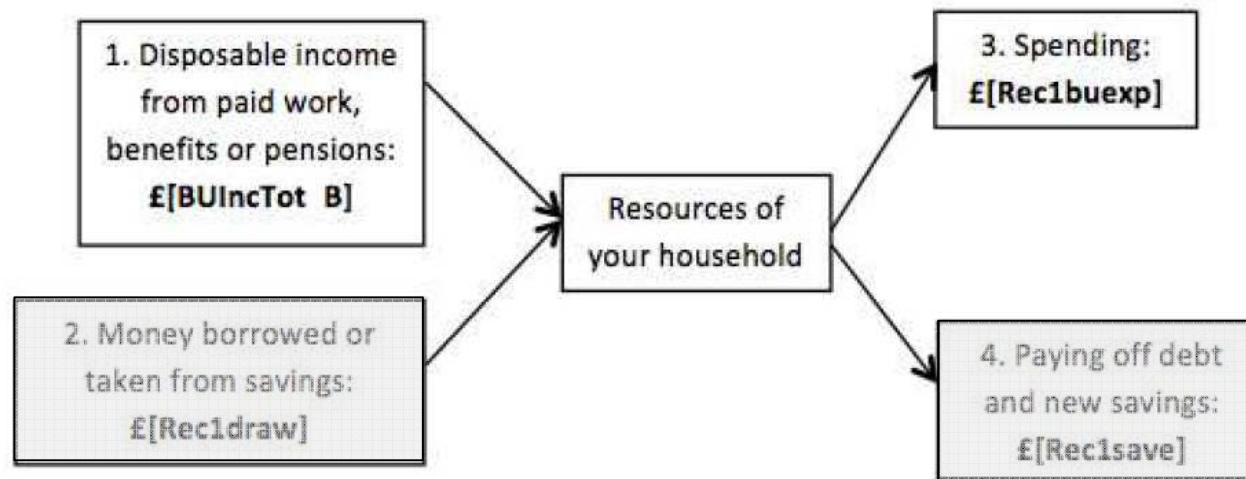 1. Disposable income
from paid work,
benefits or pensions:
£[BUIncTot B]
2. Money borrowed or
taken from savings:
£[Rec1draw]
Resources of
your household
3. Spending:
£[Rec1buexp]
4. Paying off debt
and new savings:
£[Rec1save]